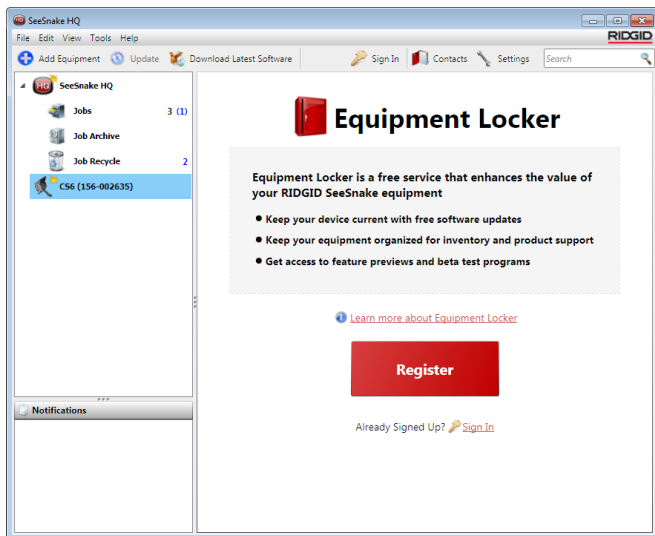 HQ SeeSnake HQ
File Edit View Tools Help RIDGID
Add Equipment Update Download Latest Software Sign In Contacts Settings Search
HQ SeeSnake HQ
Jobs 3 (1)
Job Archive
Job Recycle 2
CS6 (156-002635)
Notifications
Equipment Locker
Equipment Locker is a free service that enhances the value of
your RIDGID SeeSnake equipment
● Keep your device current with free software updates
● Keep your equipment organized for inventory and product support
● Get access to feature previews and beta test programs
Learn more about Equipment Locker
Register
Already Signed Up? Sign In